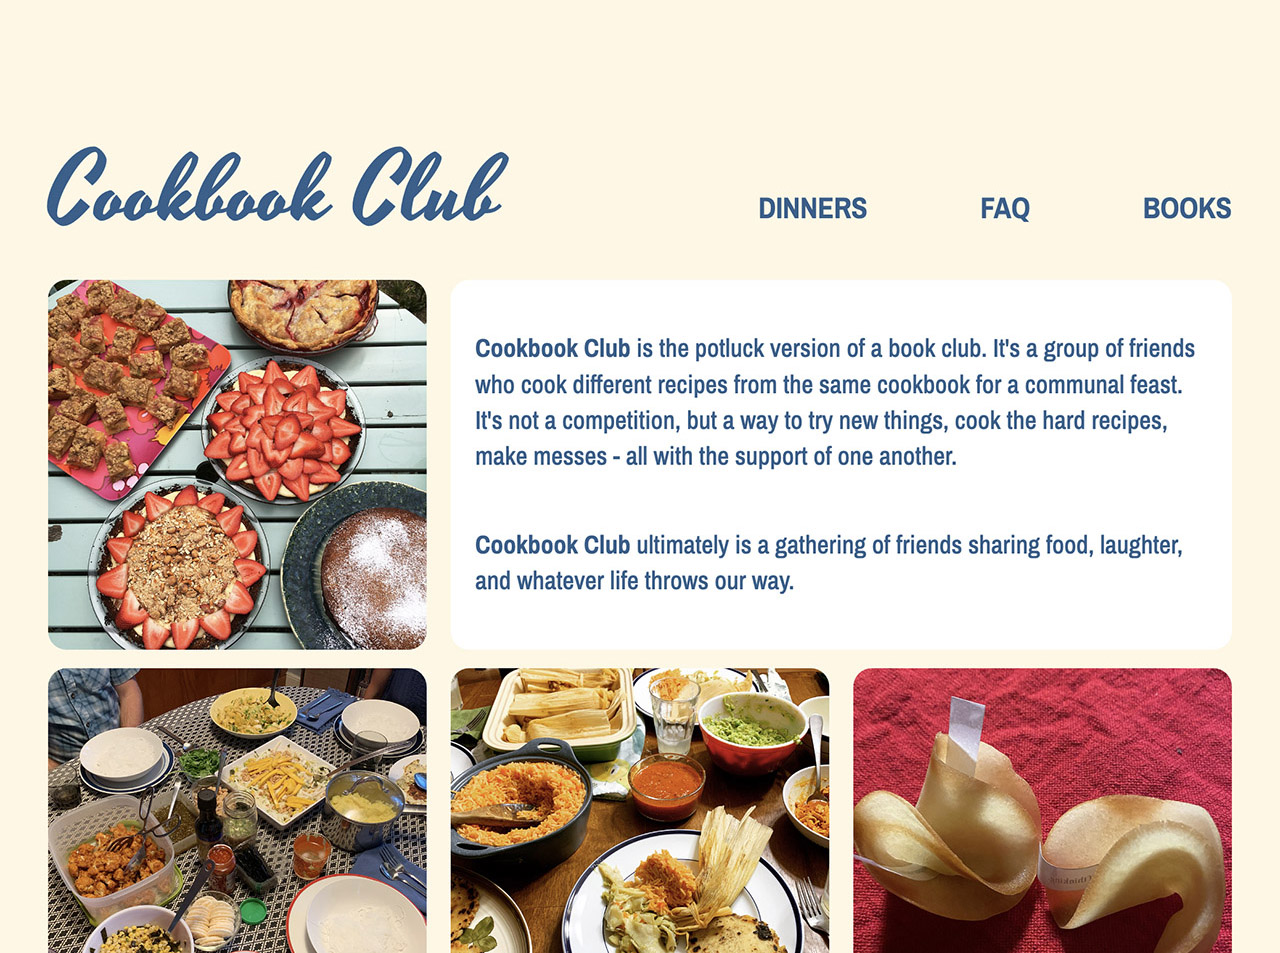 Cookbook Club
DINNERS FAQ BOOKS
Cookbook Club is the potluck version of a book club. It's a group of friends
who cook different recipes from the same cookbook for a communal feast.
It's not a competition, but a way to try new things, cook the hard recipes,
make messes - all with the support of one another.
Cookbook Club ultimately is a gathering of friends sharing food, laughter,
and whatever life throws our way.